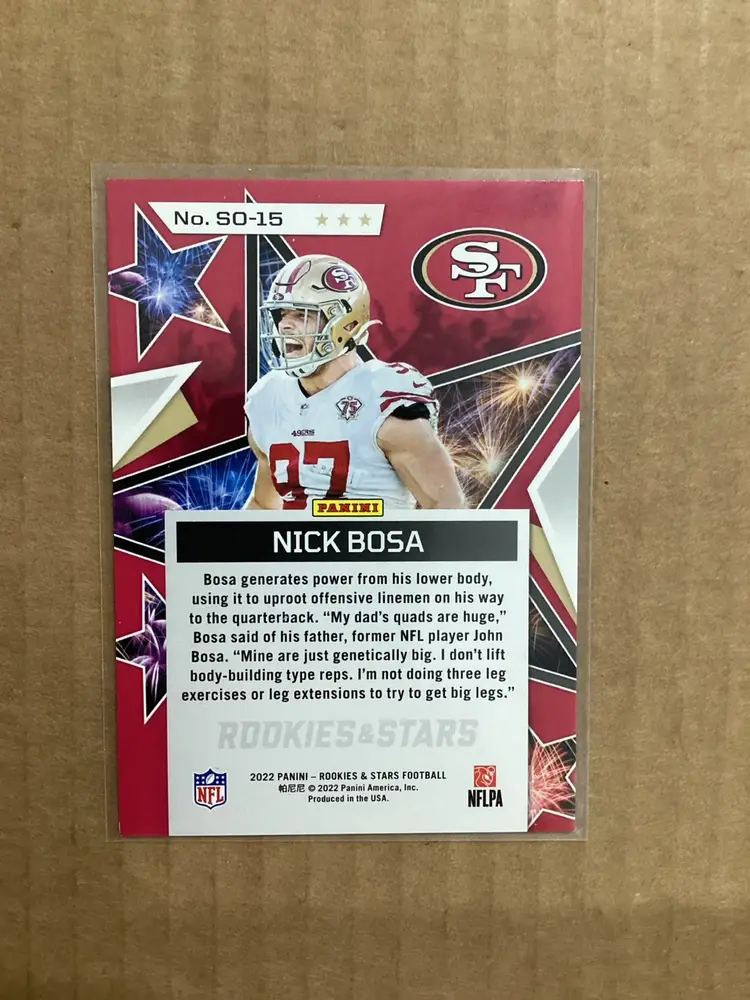 No. SO-15
SF
SF
75
49ERS
97
PANINI
NICK BOSA
Bosa generates power from his lower body,
using it to uproot offensive linemen on his way
to the quarterback. “My dad’s quads are huge,”
Bosa said of his father, former NFL player John
Bosa. “Mine are just genetically big. I don’t lift
body-building type reps. I’m not doing three leg
exercises or leg extensions to try to get big legs.”
ROOKIES&STARS
2022 PANINI – ROOKIES & STARS FOOTBALL
帕尼尼 © 2022 Panini America, Inc.
Produced in the USA.
NFL
NFLPA